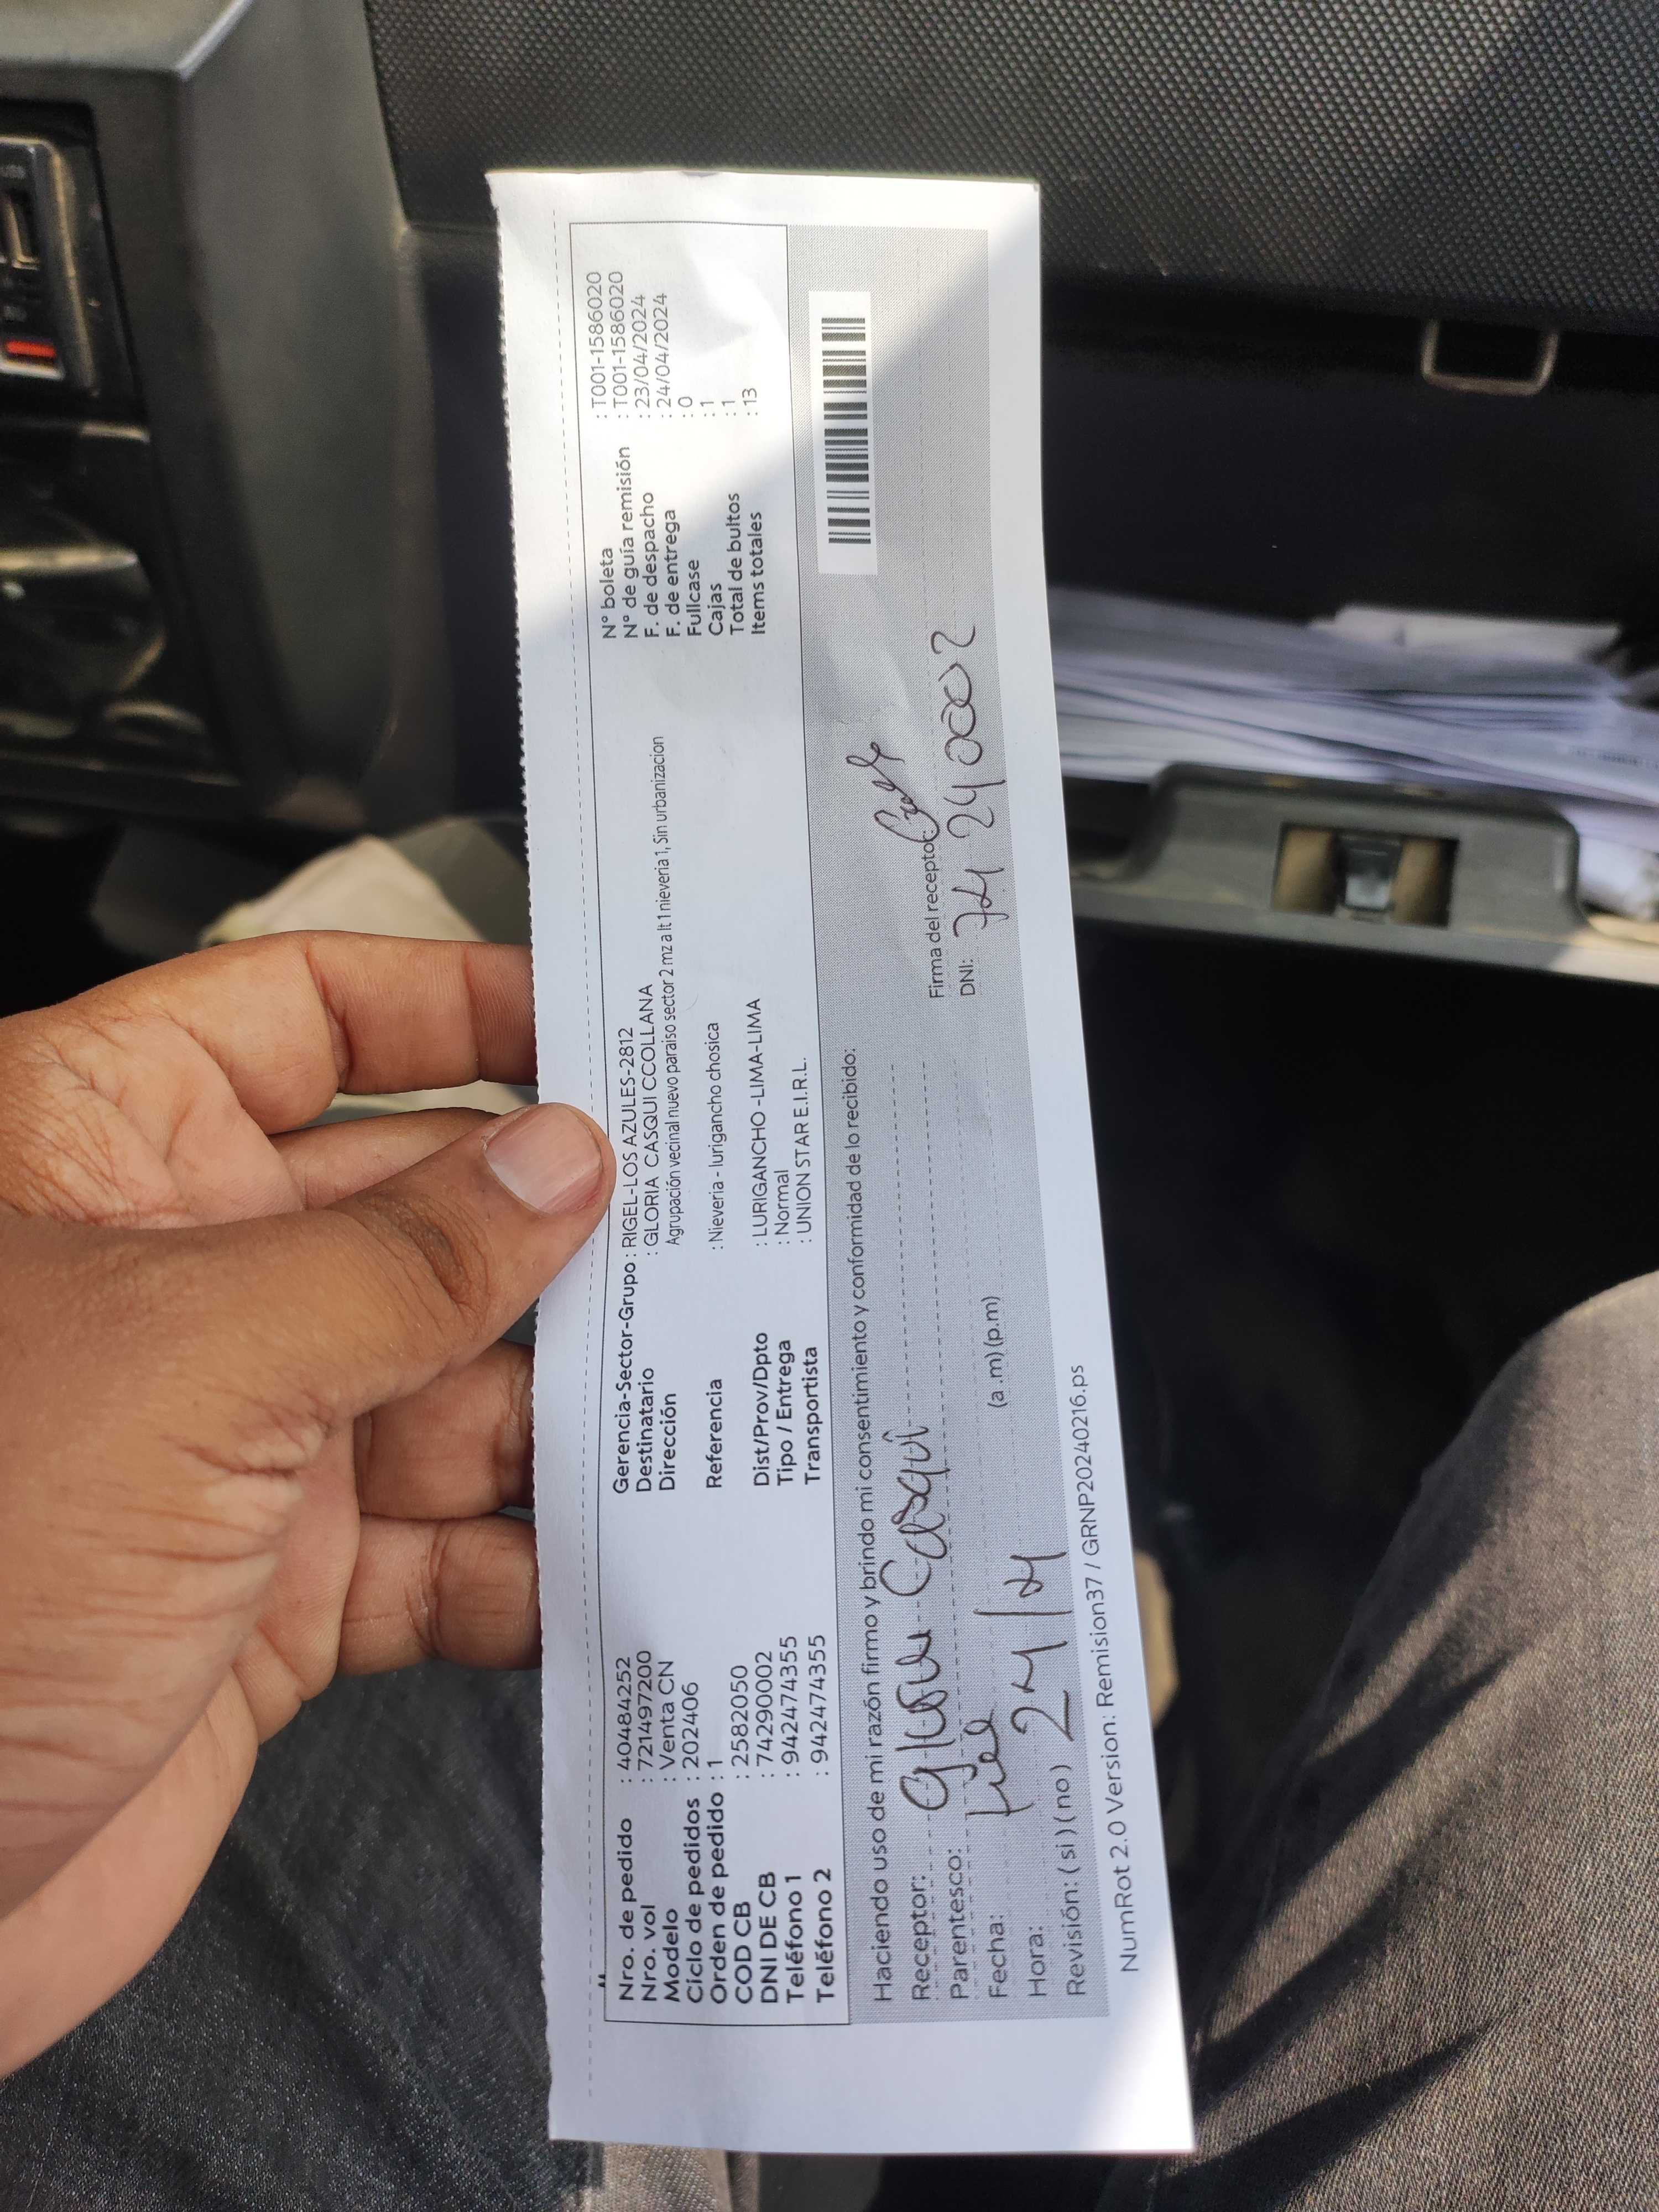 Nro. de pedido : 40484252
Nro. vol : 721497200
Modelo : Venta CN
Ciclo de pedidos : 202406
Orden de pedido : 1
COD CB : 2582050
DNI DE CB : 74290002
Teléfono 1 : 942474355
Teléfono 2 : 942474355
Gerencia-Sector-Grupo : RIGEL-LOS AZULES-2812
Destinatario : GLORIA CASQUI CCOLLANA
Dirección Agrupación vecinal nuevo paraiso sector 2 mz a lt 1 nieveria 1, Sin urbanizacion
Referencia : Nieveria - lurigancho chosica
Dist/Prov/Dpto : LURIGANCHO -LIMA-LIMA
Tipo / Entrega : Normal
Transportista : UNION STAR E.I.R.L.
N° boleta : T001-1586020
N° de guía remisión : T001-1586020
F. de despacho : 23/04/2024
F. de entrega : 24/04/2024
Fullcase : 0
Cajas : 1
Total de bultos : 1
Items totales : 13
Haciendo uso de mi razón firmo y brindo mi consentimiento y conformidad de lo recibido:
Receptor: Casqui
Parentesco:
Fecha: 24/4
Hora: (a .m) (p.m)
Revisión: ( si ) ( no )
Firma del receptor:
DNI:
NumRot 2.0 Version: Remision37 / GRNP20240216.ps